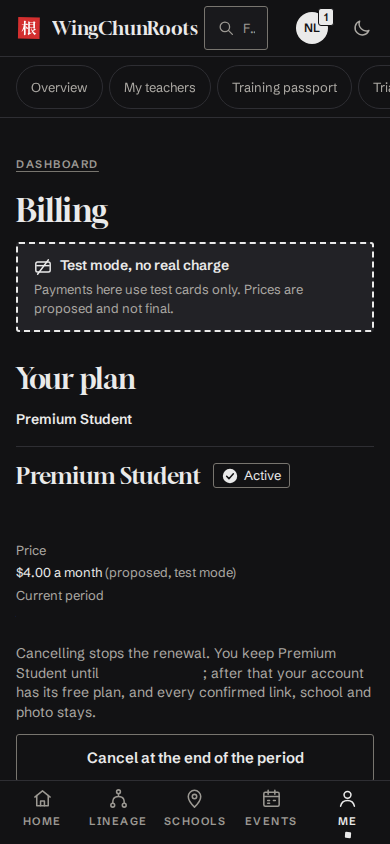 根 WingChunRoots F.. NL 1
Overview My teachers Training passport Tria
DASHBOARD
Billing
Test mode, no real charge
Payments here use test cards only. Prices are
proposed and not final.
Your plan
Premium Student
Premium Student Active
Price
$4.00 a month (proposed, test mode)
Current period
Cancelling stops the renewal. You keep Premium
Student until ; after that your account
has its free plan, and every confirmed link, school and
photo stays.
Cancel at the end of the period
HOME LINEAGE SCHOOLS EVENTS ME